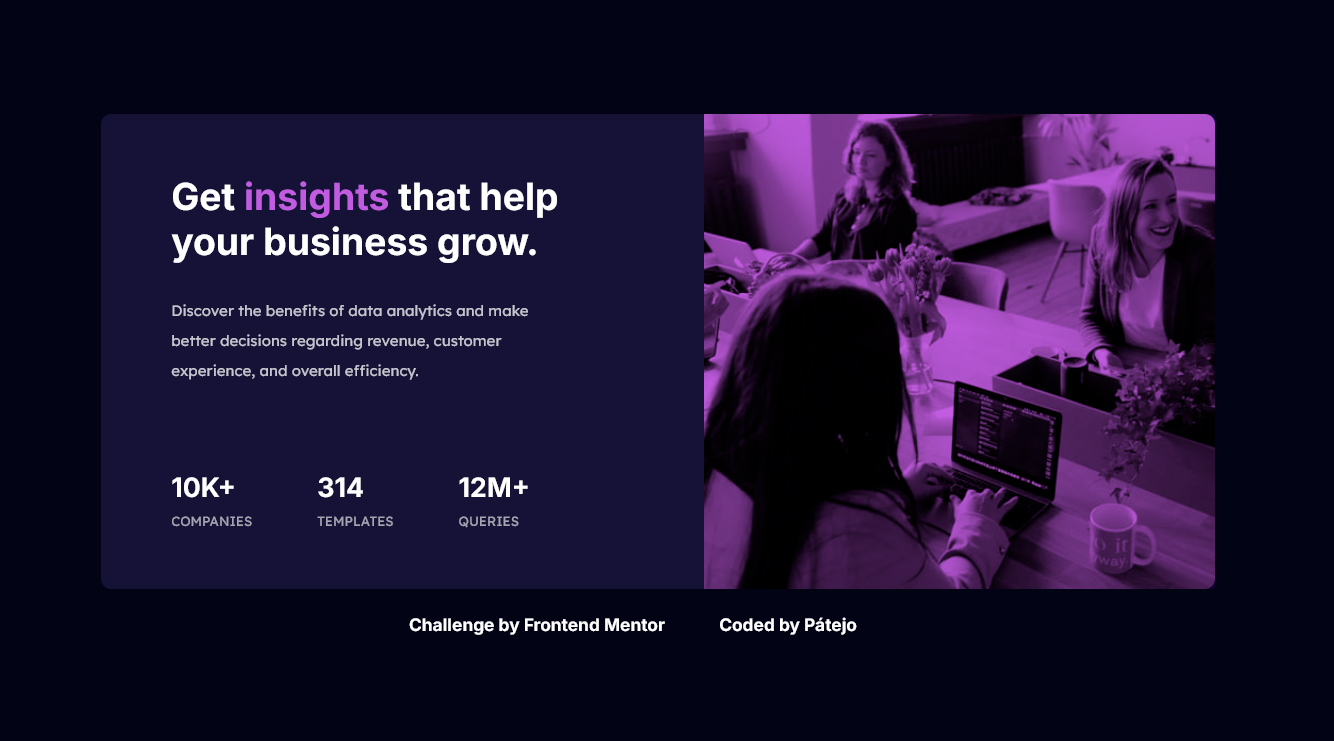 Get insights that help
your business grow.
Discover the benefits of data analytics and make
better decisions regarding revenue, customer
experience, and overall efficiency.
10K+ 314 12M+
COMPANIES TEMPLATES QUERIES
it
Challenge by Frontend Mentor Coded by Pátejo